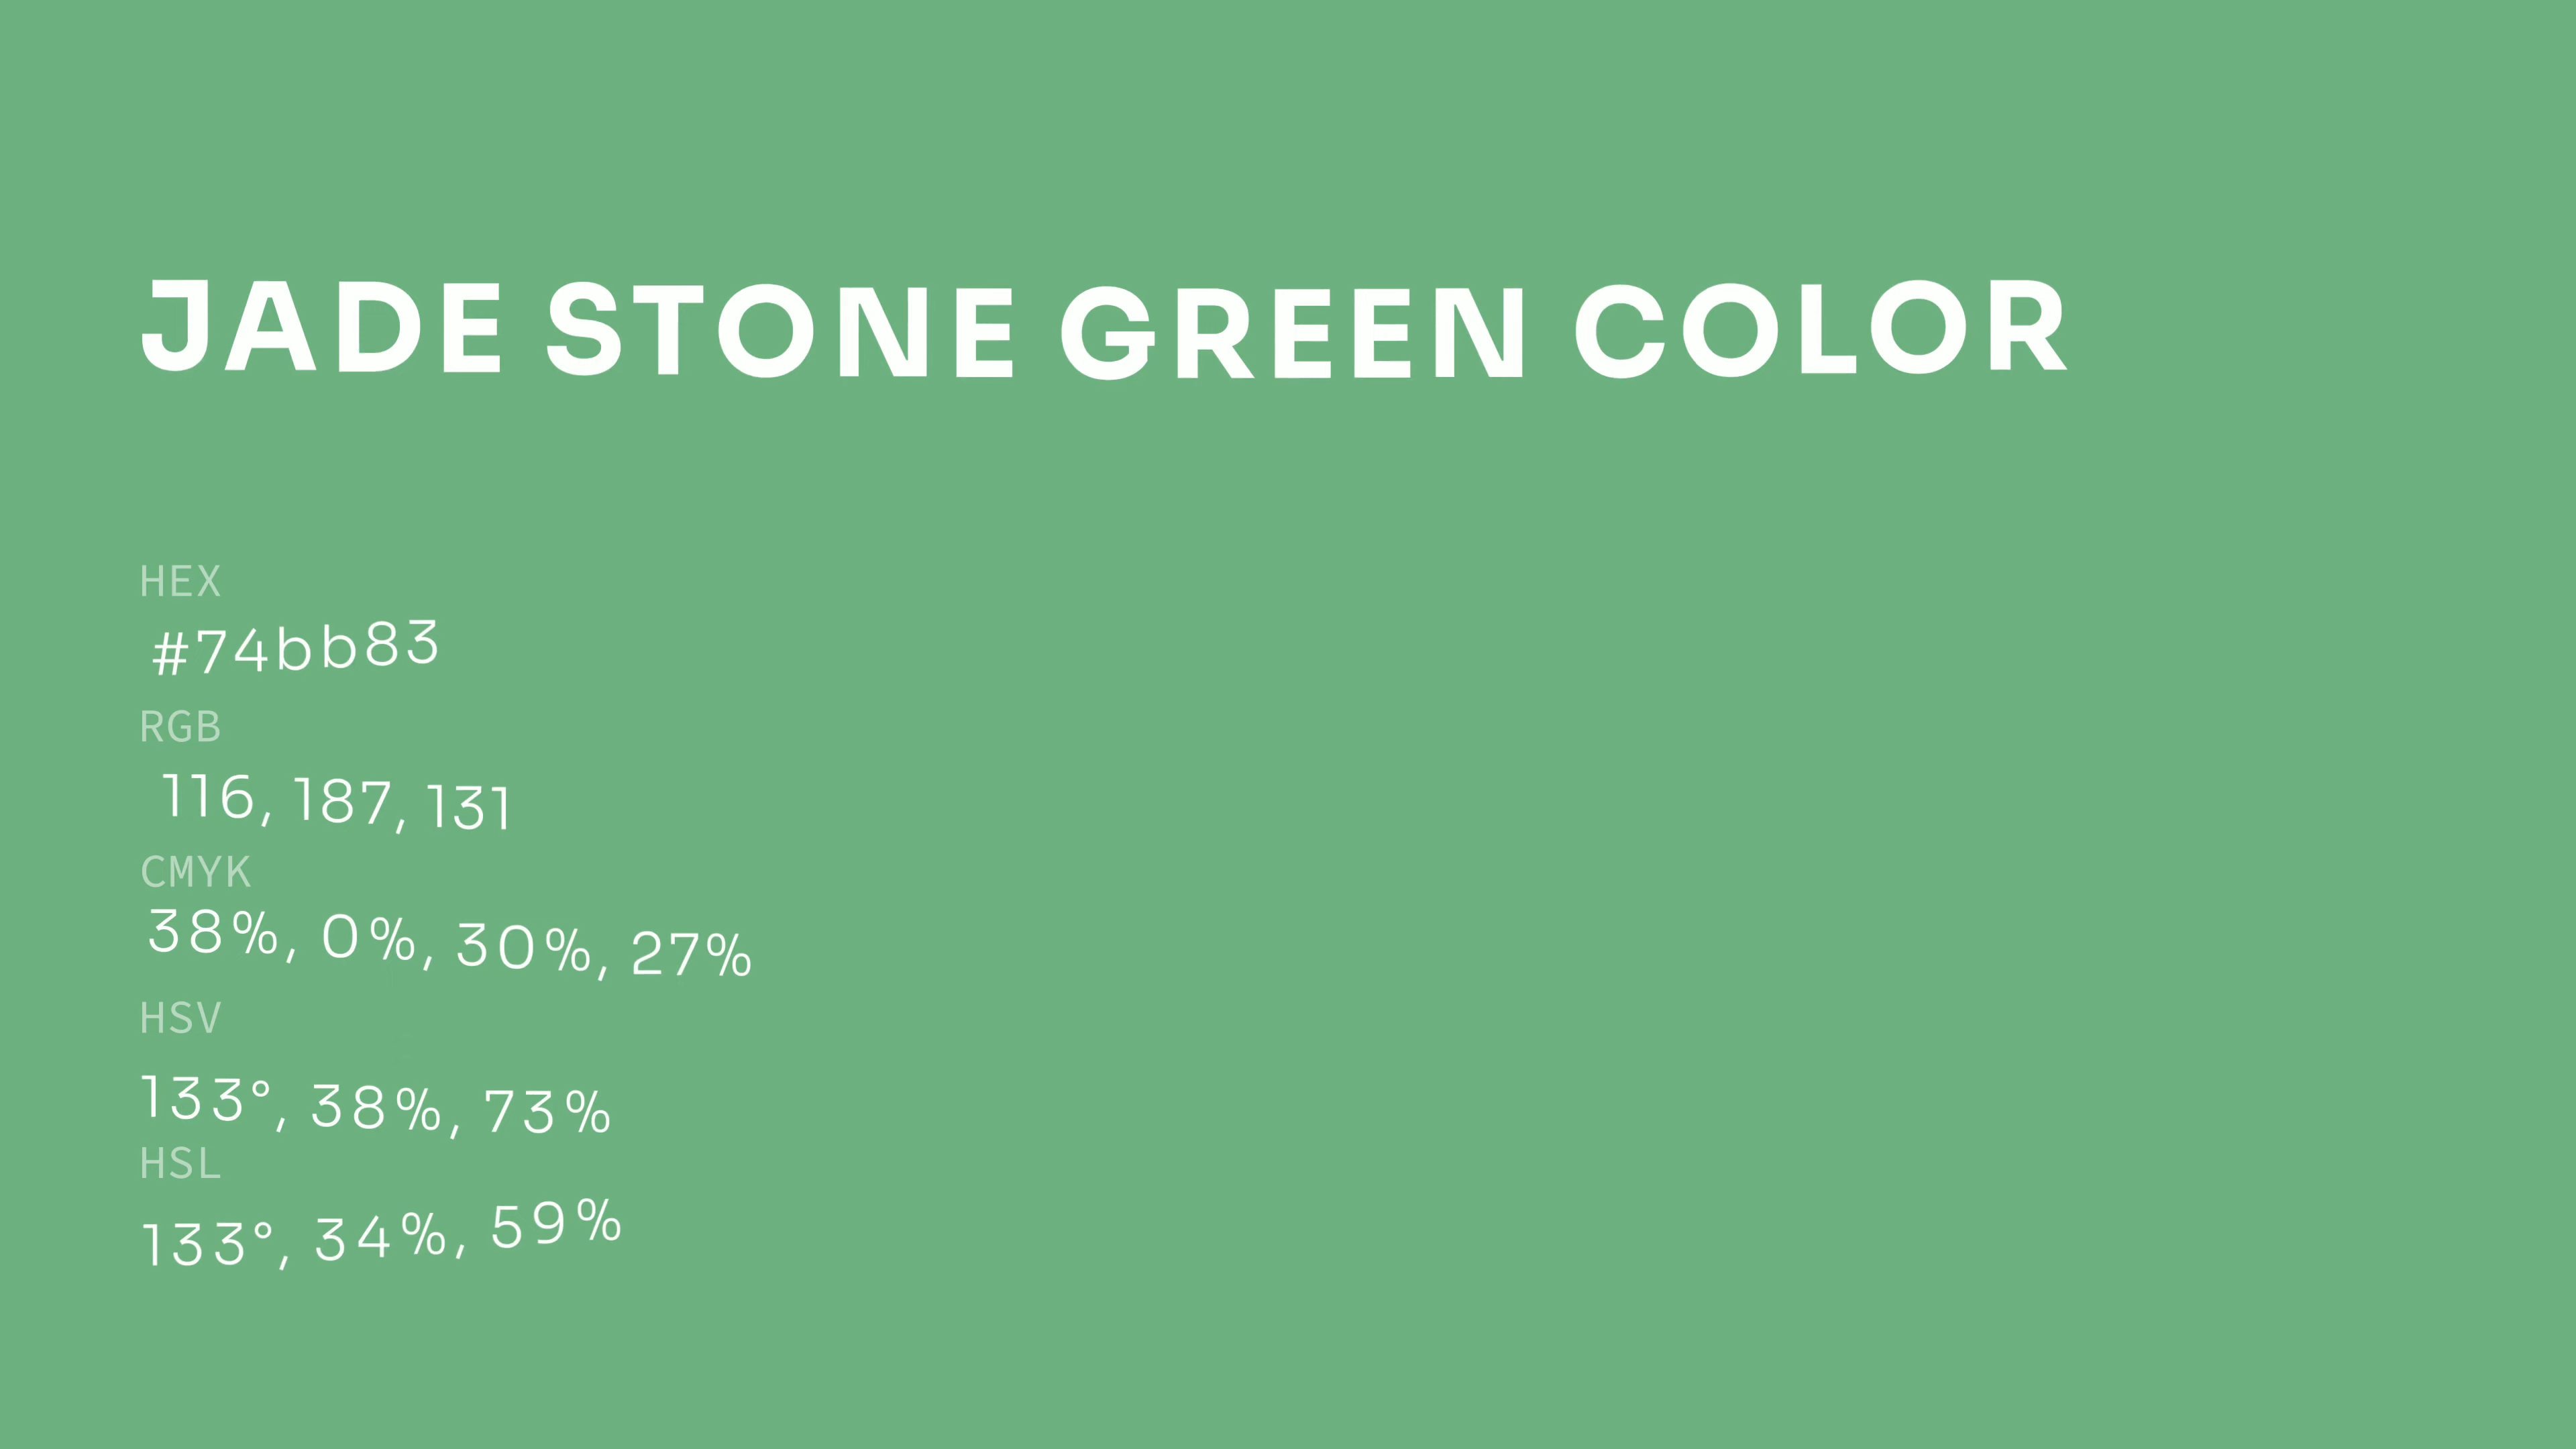 JADE STONE GREEN COLOR
HEX
#74bb83
RGB
116, 187, 131
CMYK
38%, 0%, 30%, 27%
HSV
133°, 38%, 73%
HSL
133°, 34%, 59%